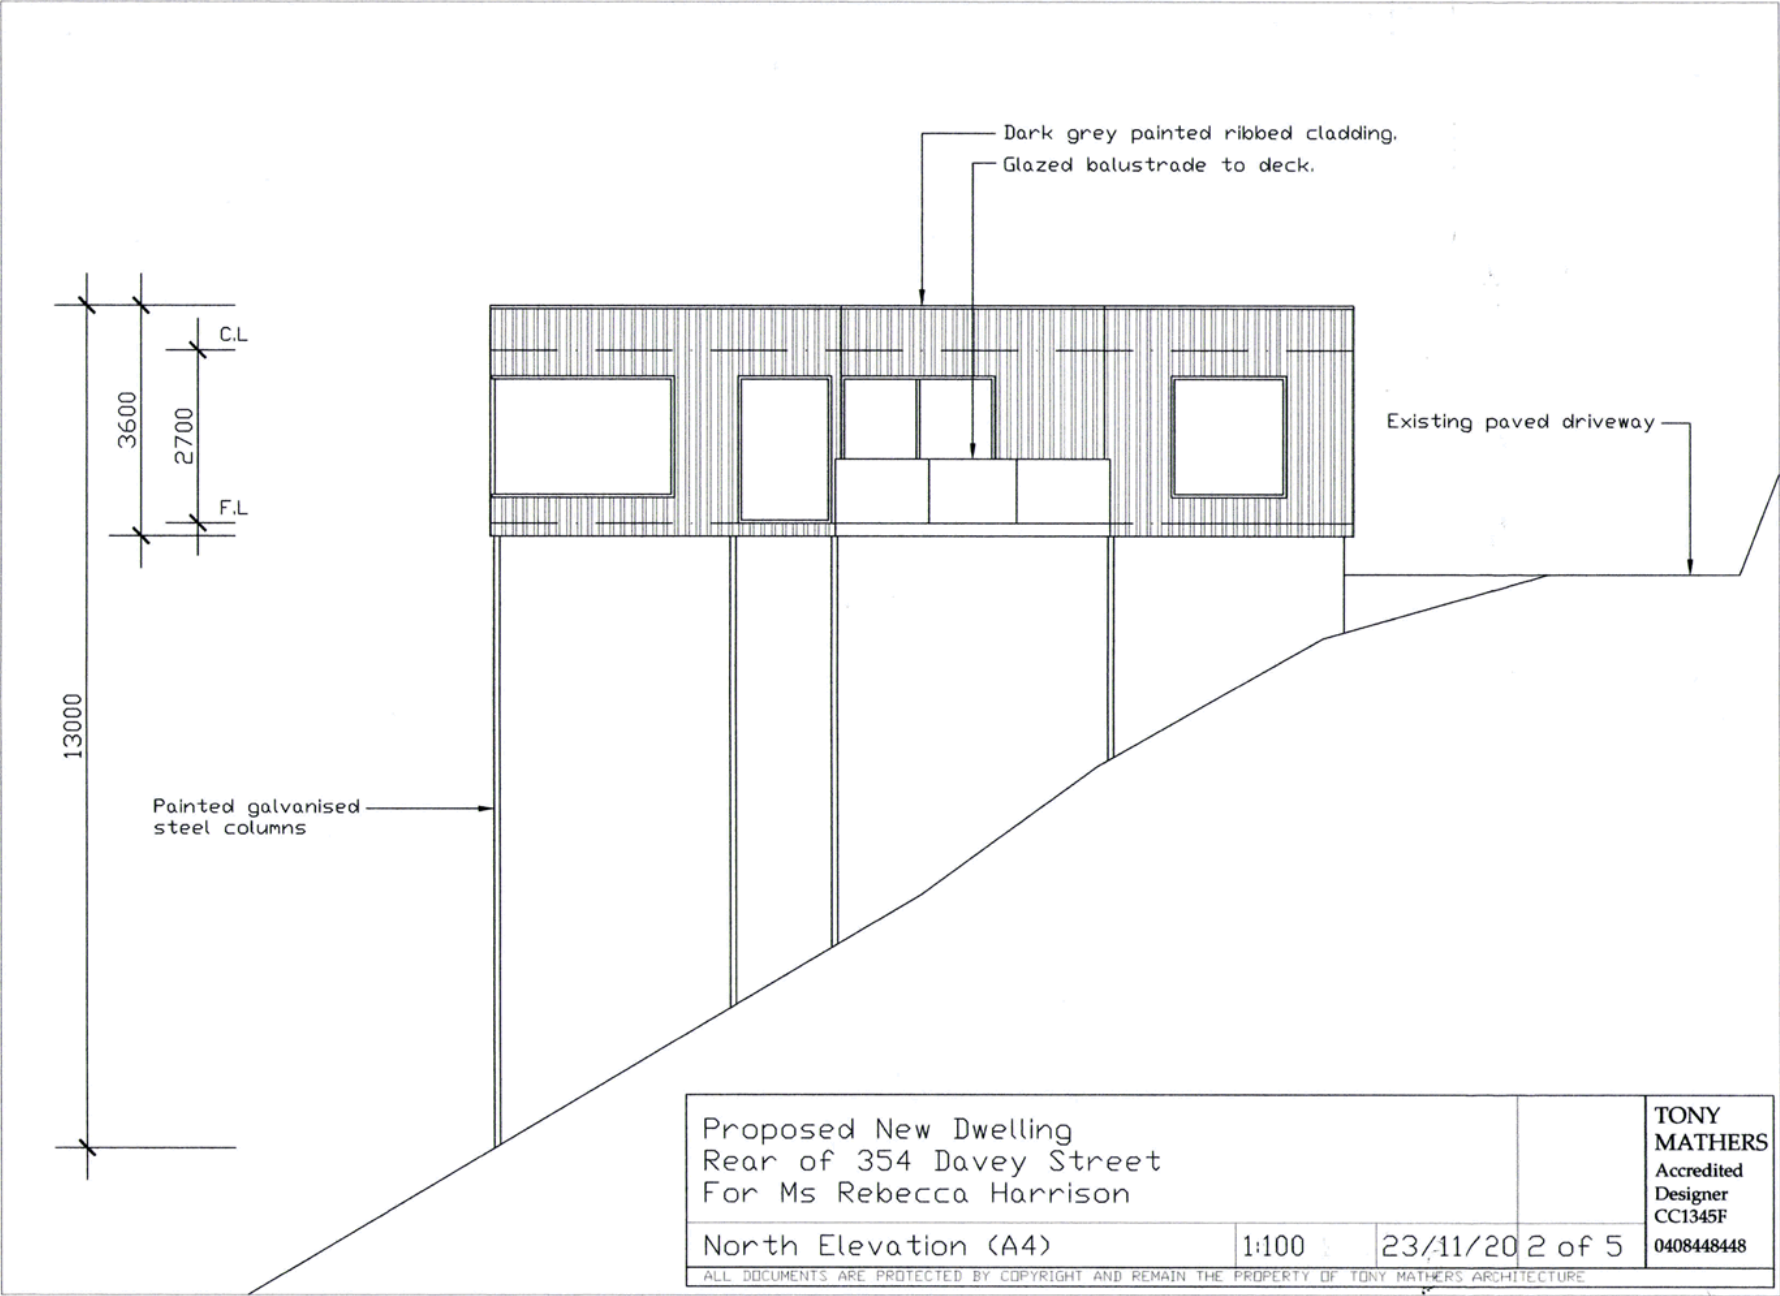 Dark grey painted ribbed cladding.
Glazed balustrade to deck.
C.L
3600
2700
Existing paved driveway
F.L
13000
Painted galvanised
steel columns
Proposed New Dwelling
Rear of 354 Davey Street
For Ms Rebecca Harrison
North Elevation (A4)
1:100
23/11/20
2 of 5
TONY
MATHERS
Accredited
Designer
CC1345F
0408448448
ALL DOCUMENTS ARE PROTECTED BY COPYRIGHT AND REMAIN THE PROPERTY OF TONY MATHERS ARCHITECTURE